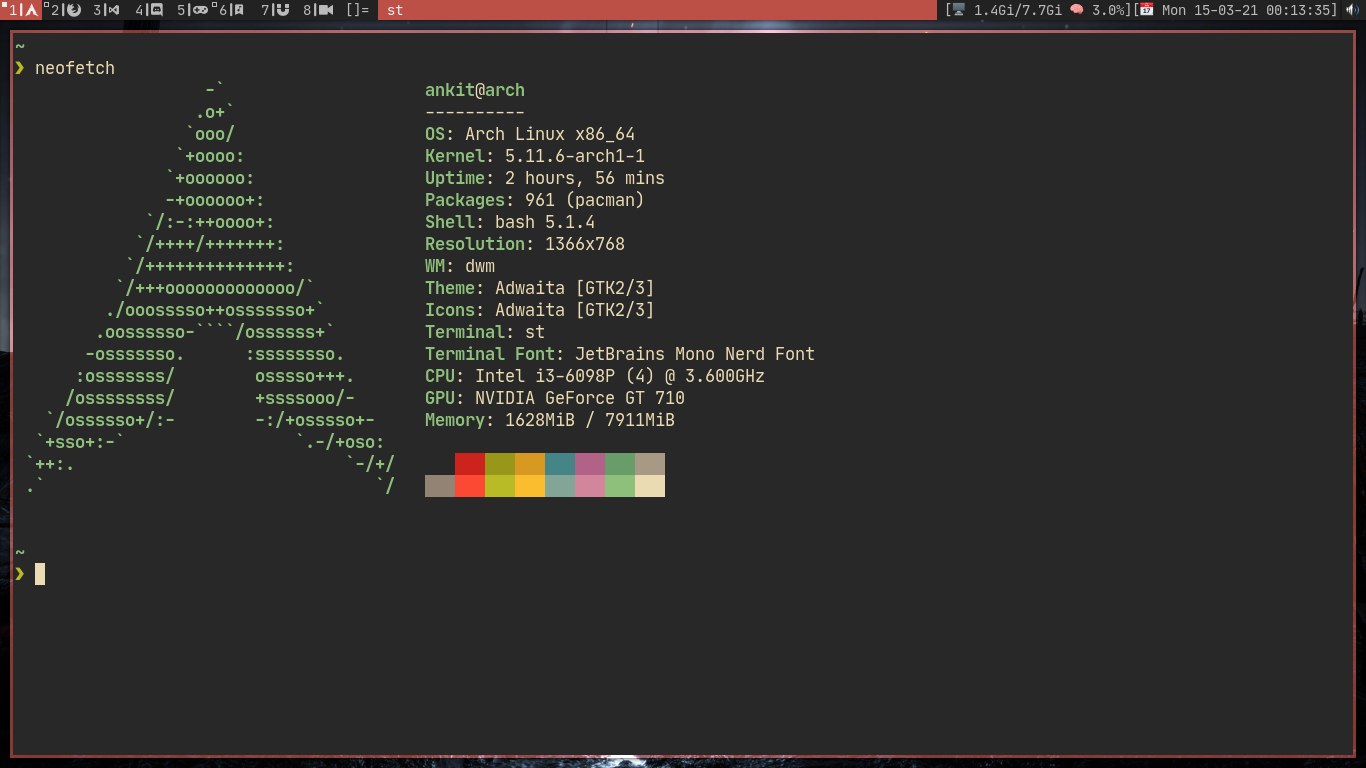 1| 2| 3| 4| 5| 6| 7| 8| []= st [ 1.4Gi/7.7Gi 3.0%][ Mon 15-03-21 00:13:35]
~
❯ neofetch
-` ankit@arch
.o+` ----------
`ooo/ OS: Arch Linux x86_64
`+oooo: Kernel: 5.11.6-arch1-1
`+oooooo: Uptime: 2 hours, 56 mins
-+oooooo+: Packages: 961 (pacman)
`/:-:++oooo+: Shell: bash 5.1.4
`/++++/+++++++: Resolution: 1366x768
`/++++++++++++++: WM: dwm
`/+++ooooooooooooo/` Theme: Adwaita [GTK2/3]
./ooosssso++osssssso+` Icons: Adwaita [GTK2/3]
.oossssso-````/ossssss+` Terminal: st
-osssssso. :ssssssso. Terminal Font: JetBrains Mono Nerd Font
:osssssss/ osssso+++. CPU: Intel i3-6098P (4) @ 3.600GHz
/ossssssss/ +ssssooo/- GPU: NVIDIA GeForce GT 710
`/ossssso+/:- -:/+osssso+- Memory: 1628MiB / 7911MiB
`+sso+:-` `.-/+oso:
`++:. `-/+/
.` `/
~
❯